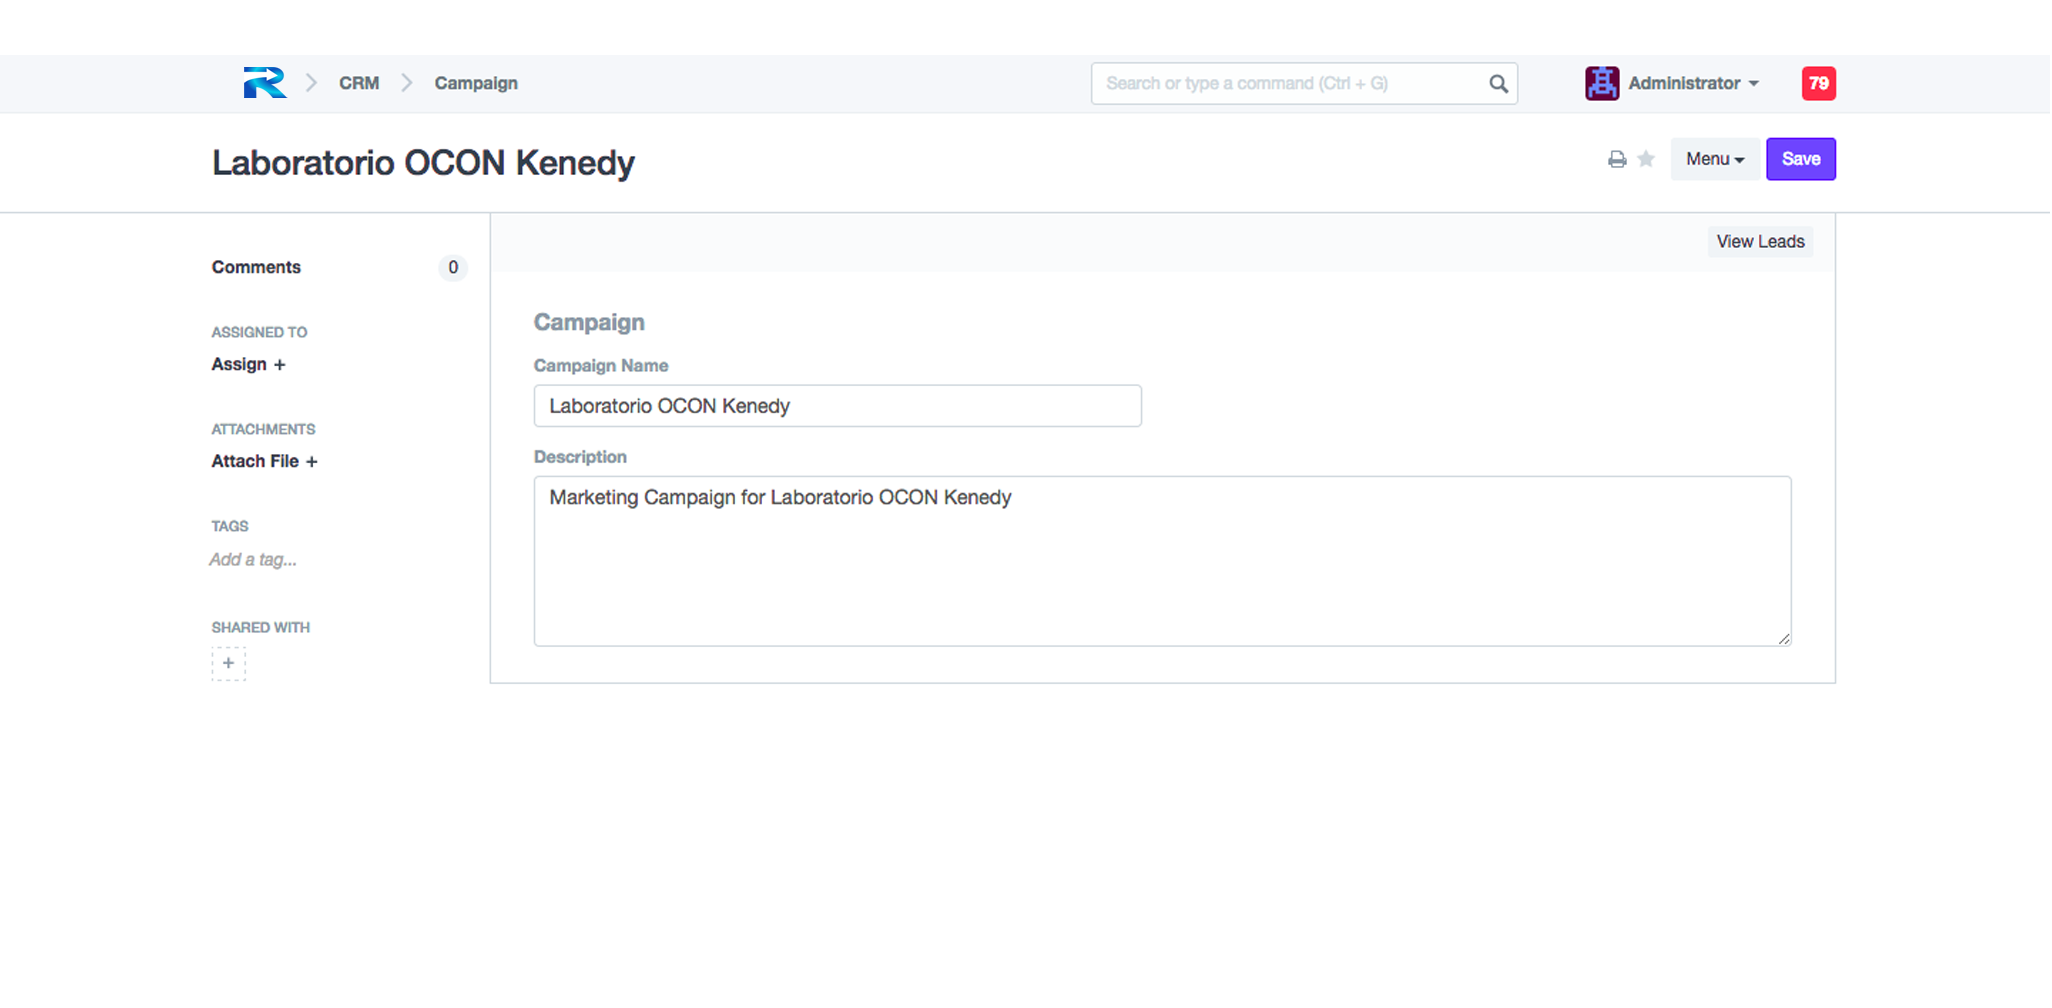 CRM
Campaign
Search or type a command (Ctrl + G)
Administrator
79
Laboratorio OCON Kenedy
Menu
Save
Comments
0
View Leads
ASSIGNED TO
Assign +
ATTACHMENTS
Attach File +
TAGS
Add a tag...
SHARED WITH
+
Campaign
Campaign Name
Laboratorio OCON Kenedy
Description
Marketing Campaign for Laboratorio OCON Kenedy